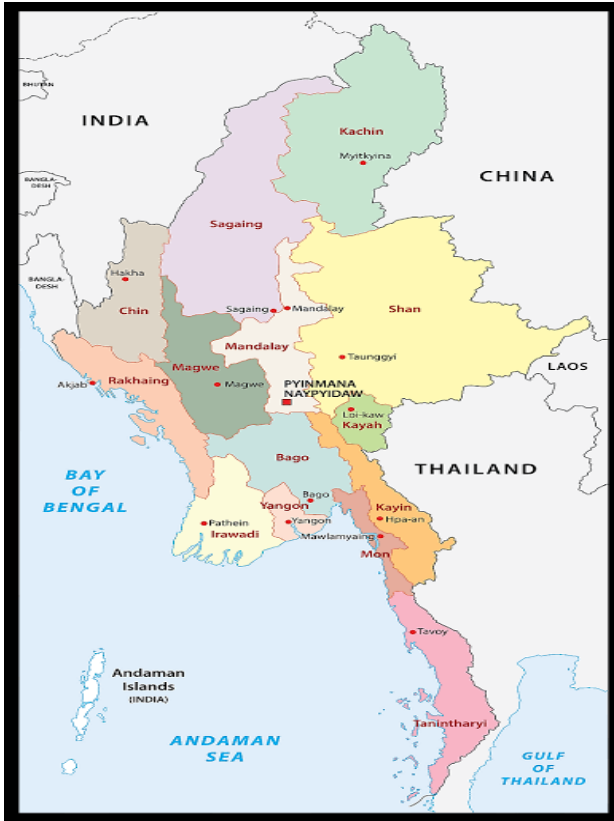 BHUTAN
INDIA
Kachin
Myitkyina
CHINA
BANGLA-
DESH
Sagaing
Hakha
BANGLA-
DESH
Chin
Sagaing
Mandalay
Shan
Mandalay
Taunggyi
LAOS
Magwe
Rakhaing
Akjab
Magwe
PYINMANA
NAYPYIDAW
Loi-kaw
Kayah
Bago
THAILAND
BAY
OF
BENGAL
Bago
Yangon
Kayin
Pathein
Yangon
Hpa-an
Irawadi
Mawlamyaing
Mon
Tavoy
Andaman
Islands
(INDIA)
Tanintharyi
ANDAMAN
SEA
GULF
OF
THAILAND